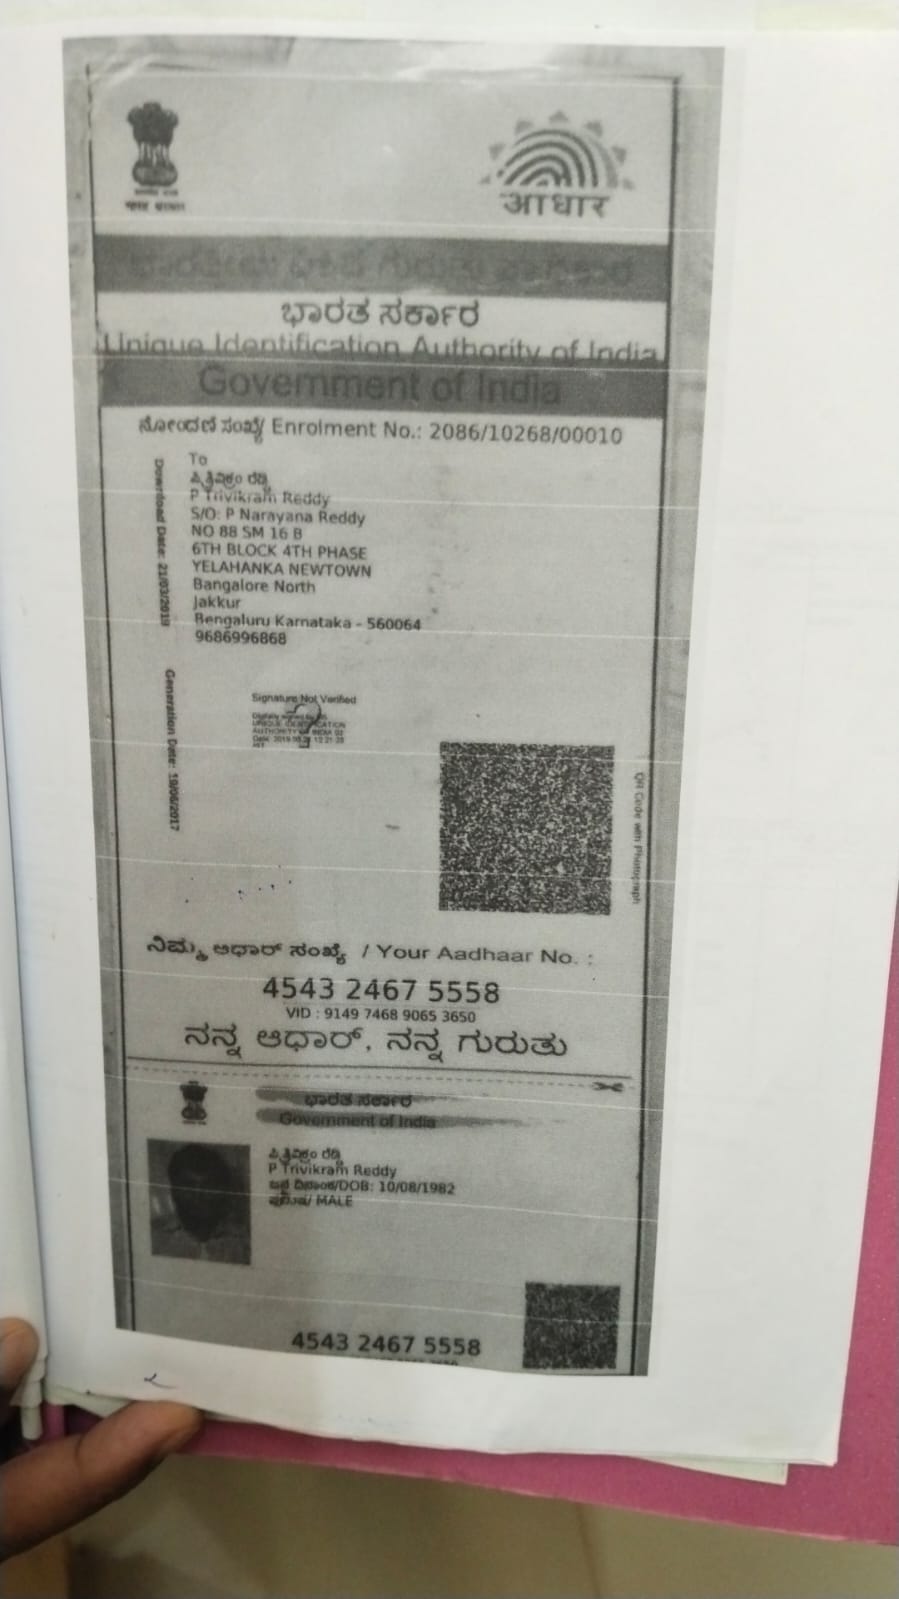 आधार
ಭಾರತ ಸರ್ಕಾರ
Unique Identification Authority of India
Government of India
ನೋಂದಣಿ ಸಂಖ್ಯೆ/ Enrolment No.: 2086/10268/00010
To
P Trivikram Reddy
S/O: P Narayana Reddy
NO 88 SM 16 B
6TH BLOCK 4TH PHASE
YELAHANKA NEWTOWN
Bangalore North
Jakkur
Bengaluru Karnataka - 560064
9686996868
Download Date: 21/03/2019
Generation Date: 19/06/2017
Signature Not Verified
QR Code with Photograph
ನಿಮ್ಮ ಆಧಾರ್ ಸಂಖ್ಯೆ / Your Aadhaar No. :
4543 2467 5558
VID : 9149 7468 9065 3650
ನನ್ನ ಆಧಾರ್, ನನ್ನ ಗುರುತು
ಭಾರತ ಸರ್ಕಾರ
Government of India
P Trivikram Reddy
ಜನ್ಮ ದಿನಾಂಕ/DOB: 10/08/1982
ಪುರುಷ/ MALE
4543 2467 5558